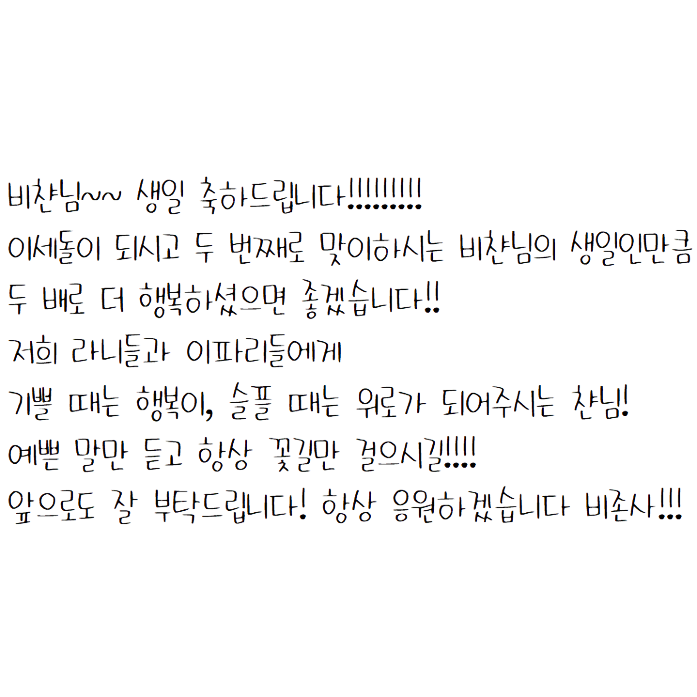 비챤님~~ 생일 축하드립니다!!!!!!!!!
이세돌이 되시고 두 번째로 맞이하시는 비챤님의 생일인만큼
두 배로 더 행복하셨으면 좋겠습니다!!
저희 라니들과 이파리들에게
기쁠 때는 행복이, 슬플 때는 위로가 되어주시는 챤님!
예쁜 말만 듣고 항상 꽃길만 걸으시길!!!!
앞으로도 잘 부탁드립니다! 항상 응원하겠습니다 비존사!!!